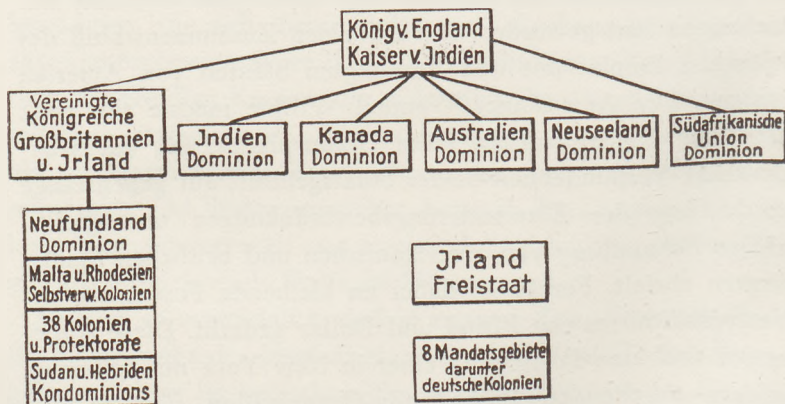 König v. England
Kaiser v. Jndien
Vereinigte
Königreiche
Großbritannien
u. Jrland
Jndien
Dominion
Kanada
Dominion
Australien
Dominion
Neuseeland
Dominion
Südafrikanische
Union
Dominion
Neufundland
Dominion
Malta u. Rhodesien
Selbstverw. Kolonien
38 Kolonien
u. Protektorate
Sudan u. Hebriden
Kondominions
Jrland
Freistaat
8 Mandatsgebiete
darunter
deutsche Kolonien